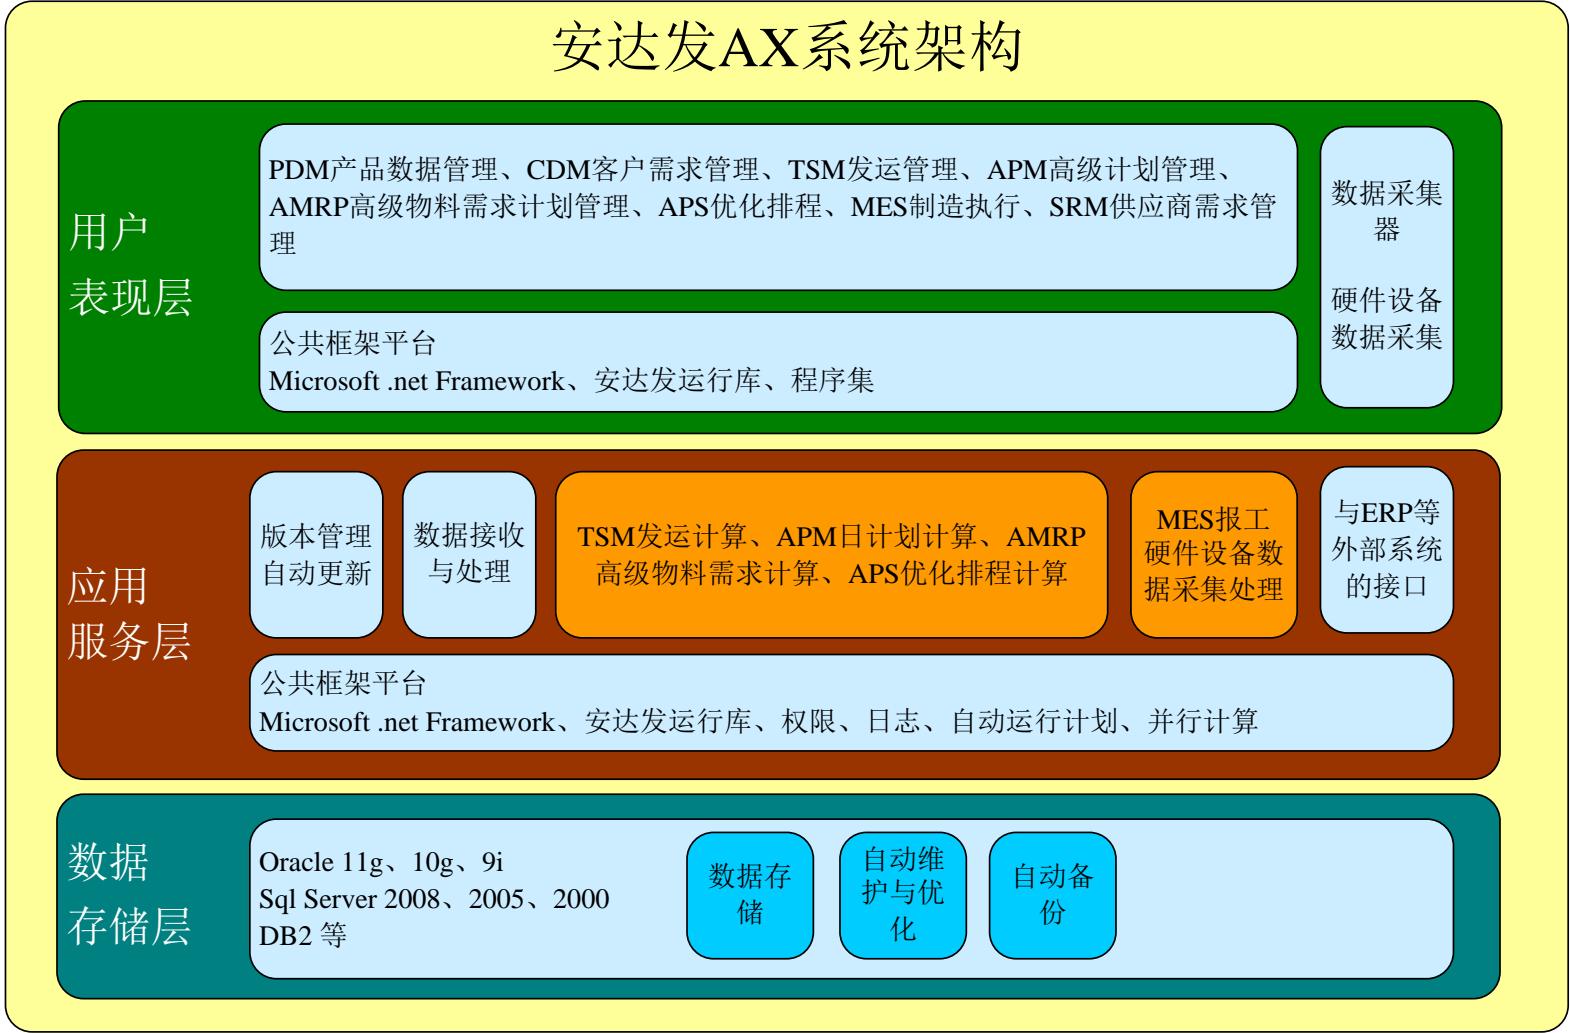 安达发AX系统架构
用户
表现层
PDM产品数据管理、CDM客户需求管理、TSM发运管理、APM高级计划管理、
AMRP高级物料需求计划管理、APS优化排程、MES制造执行、SRM供应商需求管
理
公共框架平台
Microsoft .net Framework、安达发运行库、程序集
数据采集
器
硬件设备
数据采集
应用
服务层
版本管理
自动更新
数据接收
与处理
TSM发运计算、APM日计划计算、AMRP
高级物料需求计算、APS优化排程计算
MES报工
硬件设备数
据采集处理
与ERP等
外部系统
的接口
公共框架平台
Microsoft .net Framework、安达发运行库、权限、日志、自动运行计划、并行计算
数据
存储层
Oracle 11g、10g、9i
Sql Server 2008、2005、2000
DB2 等
数据存
储
自动维
护与优
化
自动备
份